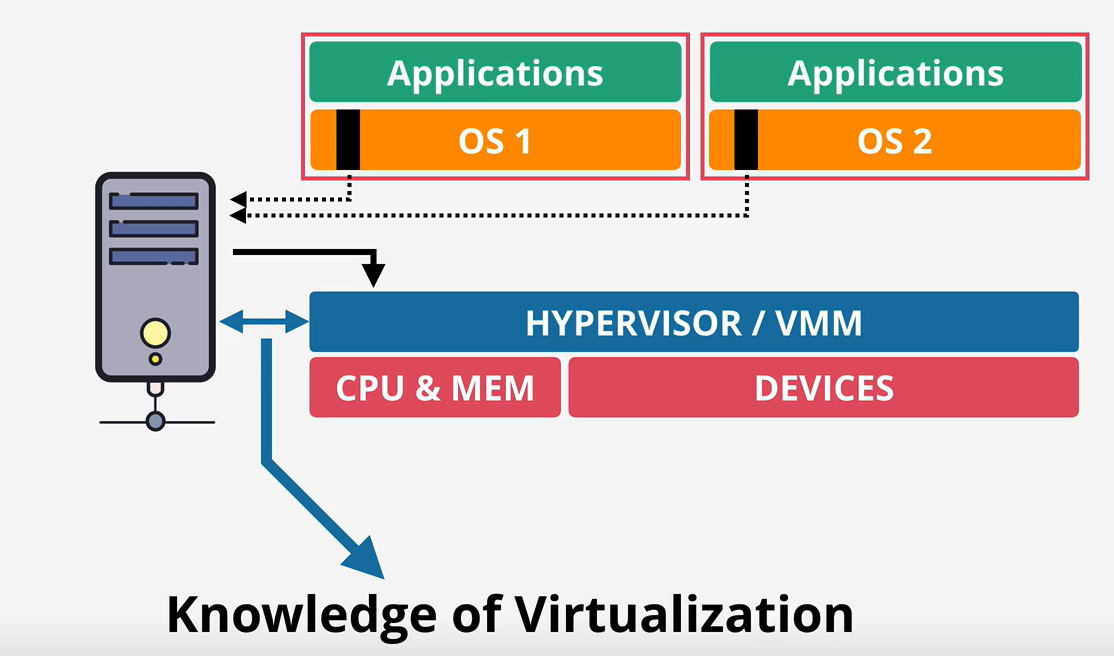 Applications
Applications
OS 1
OS 2
HYPERVISOR / VMM
CPU & MEM
DEVICES
Knowledge of Virtualization